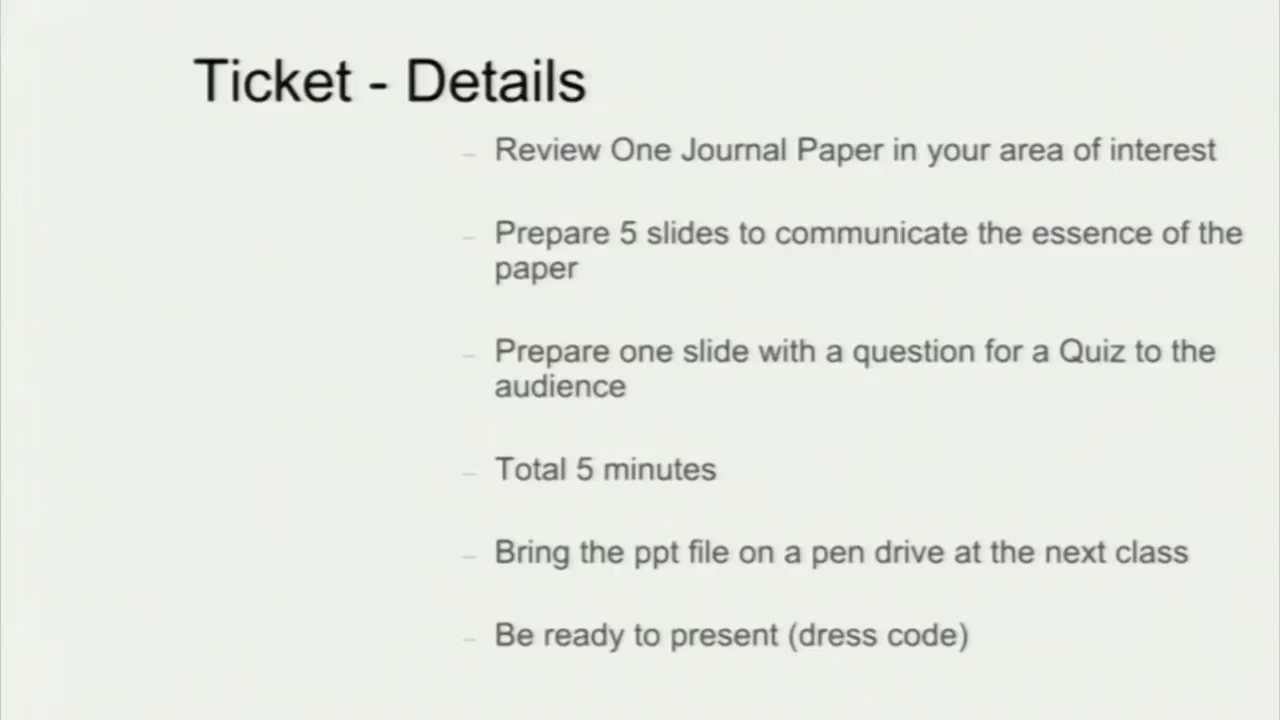 Ticket - Details
– Review One Journal Paper in your area of interest
– Prepare 5 slides to communicate the essence of the
paper
– Prepare one slide with a question for a Quiz to the
audience
– Total 5 minutes
– Bring the ppt file on a pen drive at the next class
– Be ready to present (dress code)